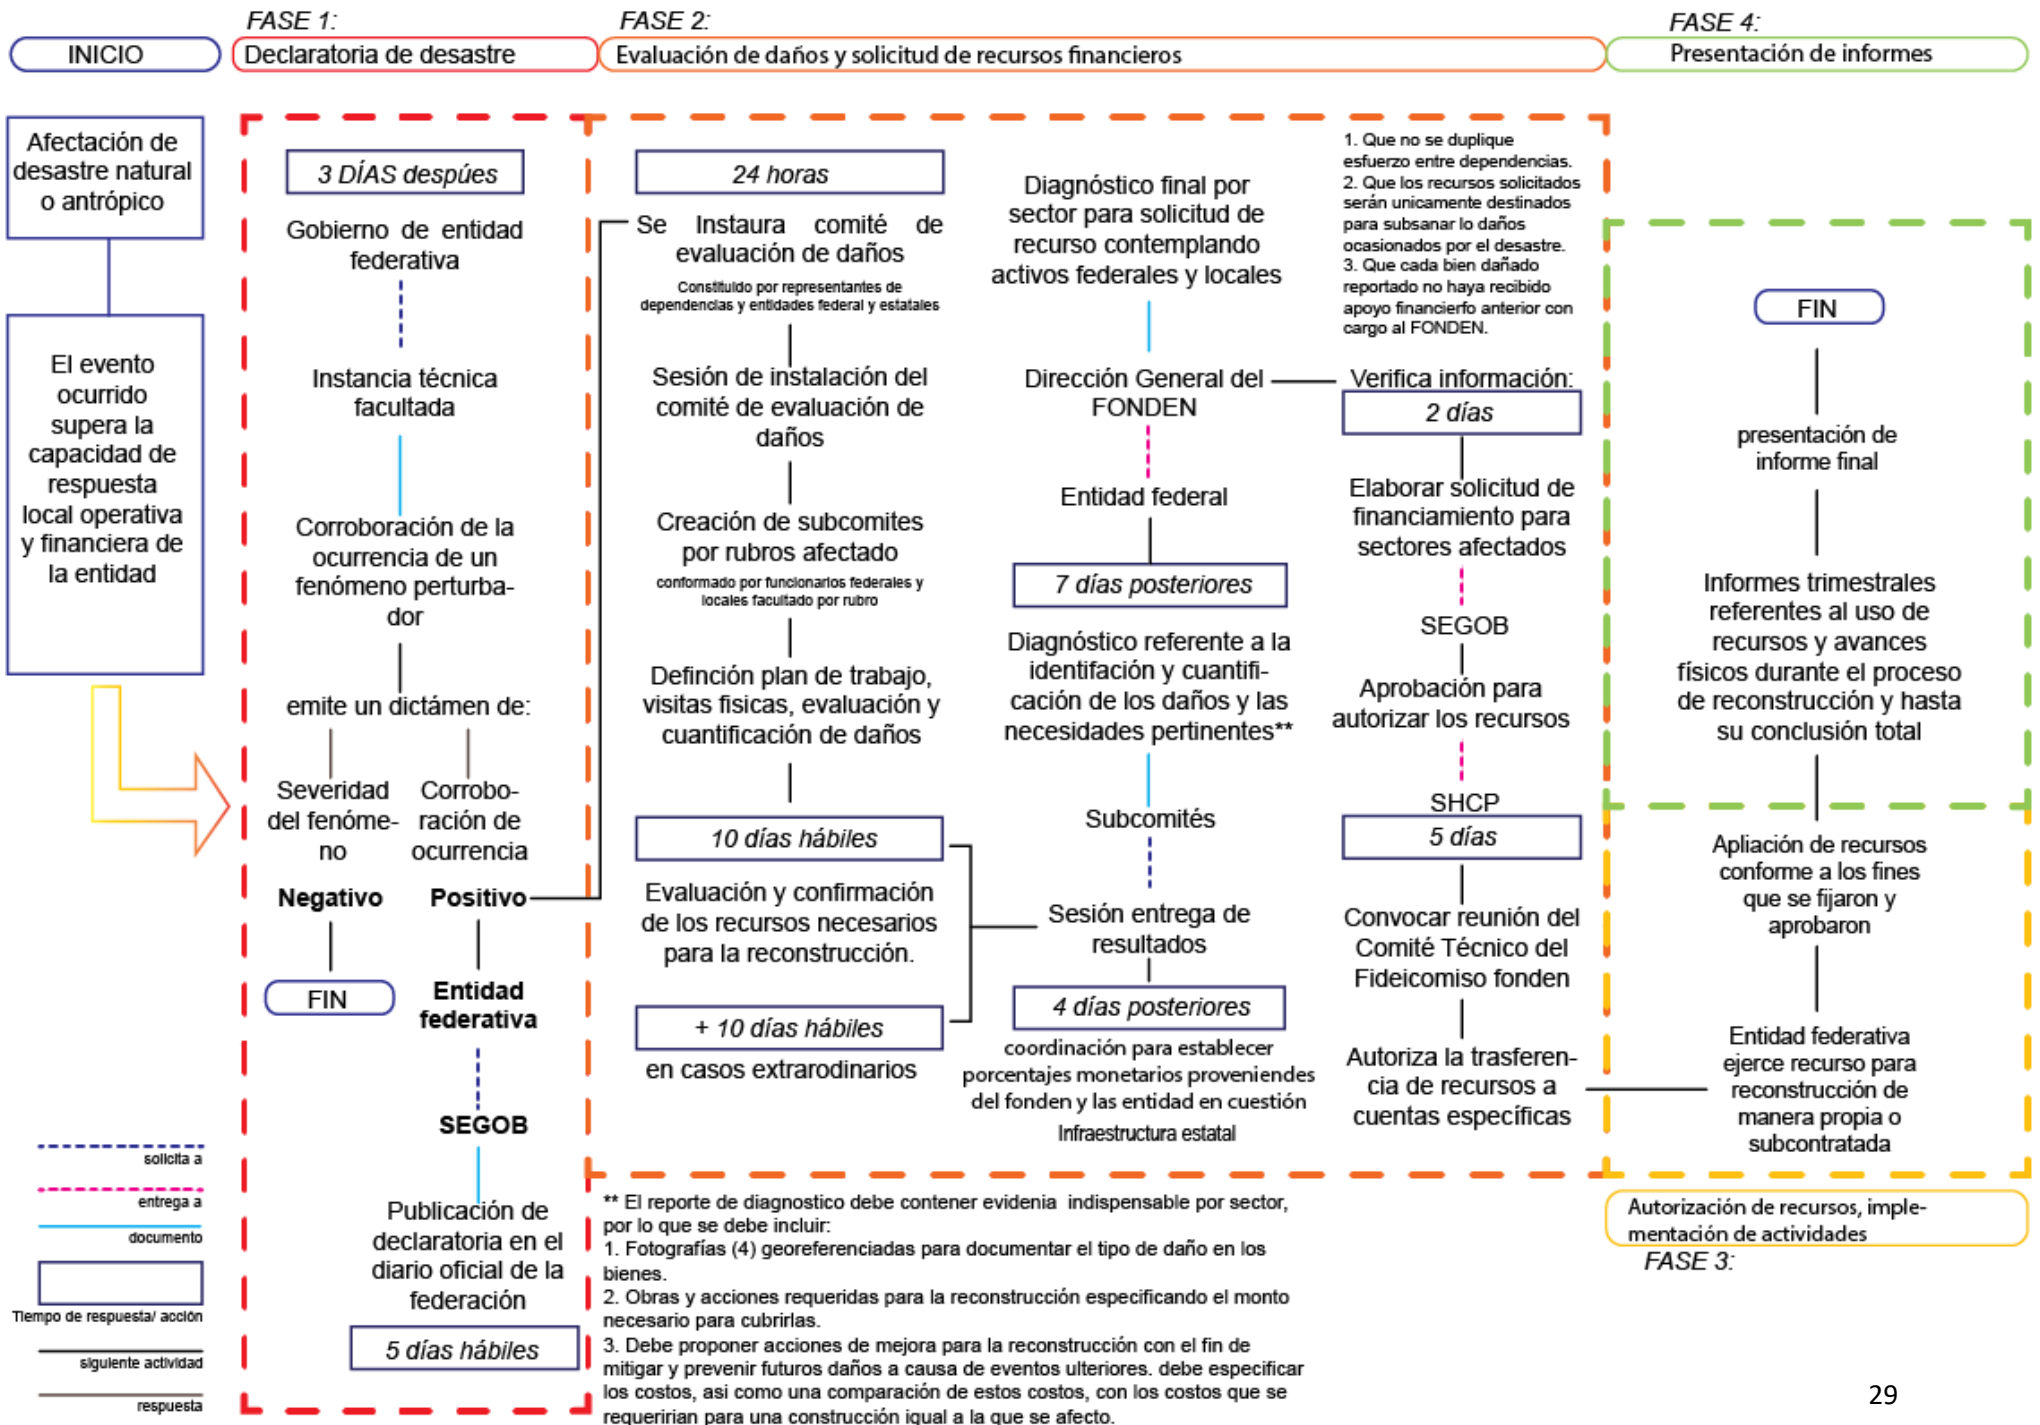 INICIO
FASE 1:
Declaratoria de desastre
FASE 2:
Evaluación de daños y solicitud de recursos financieros
FASE 4:
Presentación de informes
Afectación de
desastre natural
o antrópico
El evento
ocurrido
supera la
capacidad de
respuesta
local operativa
y financiera de
la entidad
3 DÍAS despúes
Gobierno de entidad
federativa
Instancia técnica
facultada
Corroboración de la
ocurrencia de un
fenómeno perturba-
dor
emite un dictámen de:
Severidad
del fenóme-
no
Negativo
FIN
Corrobo-
ración de
ocurrencia
Positivo
Entidad
federativa
SEGOB
Publicación de
declaratoria en el
diario oficial de la
federación
5 días hábiles
24 horas
Se Instaura comité de
evaluación de daños
Constituido por representantes de
dependencias y entidades federal y estatales
Sesión de instalación del
comité de evaluación de
daños
Creación de subcomites
por rubros afectado
conformado por funcionarios federales y
locales facultado por rubro
Definción plan de trabajo,
visitas fisicas, evaluación y
cuantificación de daños
10 días hábiles
Evaluación y confirmación
de los recursos necesarios
para la reconstrucción.
+ 10 días hábiles
en casos extrarodinarios
Diagnóstico final por
sector para solicitud de
recurso contemplando
activos federales y locales
Dirección General del
FONDEN
Entidad federal
7 días posteriores
Diagnóstico referente a la
identifación y cuantifi-
cación de los daños y las
necesidades pertinentes**
Subcomités
Sesión entrega de
resultados
4 días posteriores
coordinación para establecer
porcentajes monetarios proveniendes
del fonden y las entidad en cuestión
Infraestructura estatal
1. Que no se duplique
esfuerzo entre dependencias.
2. Que los recursos solicitados
serán unicamente destinados
para subsanar lo daños
ocasionados por el desastre.
3. Que cada bien dañado
reportado no haya recibido
apoyo financierfo anterior con
cargo al FONDEN.
Verifica información:
2 días
Elaborar solicitud de
financiamiento para
sectores afectados
SEGOB
Aprobación para
autorizar los recursos
SHCP
5 días
Convocar reunión del
Comité Técnico del
Fideicomiso fonden
Autoriza la trasferen-
cia de recursos a
cuentas específicas
FIN
presentación de
informe final
Informes trimestrales
referentes al uso de
recursos y avances
físicos durante el proceso
de reconstrucción y hasta
su conclusión total
Apliación de recursos
conforme a los fines
que se fijaron y
aprobaron
Entidad federativa
ejerce recurso para
reconstrucción de
manera propia o
subcontratada
Autorización de recursos, imple-
mentación de actividades
FASE 3:
solicita a
entrega a
documento
Tiempo de respuesta/ acción
siguiente actividad
respuesta
** El reporte de diagnostico debe contener evidenia indispensable por sector,
por lo que se debe incluir:
1. Fotografías (4) georeferenciadas para documentar el tipo de daño en los
bienes.
2. Obras y acciones requeridas para la reconstrucción especificando el monto
necesario para cubrirlas.
3. Debe proponer acciones de mejora para la reconstrucción con el fin de
mitigar y prevenir futuros daños a causa de eventos ulteriores. debe especificar
los costos, asi como una comparación de estos costos, con los costos que se
requeririan para una construcción igual a la que se afecto.
29